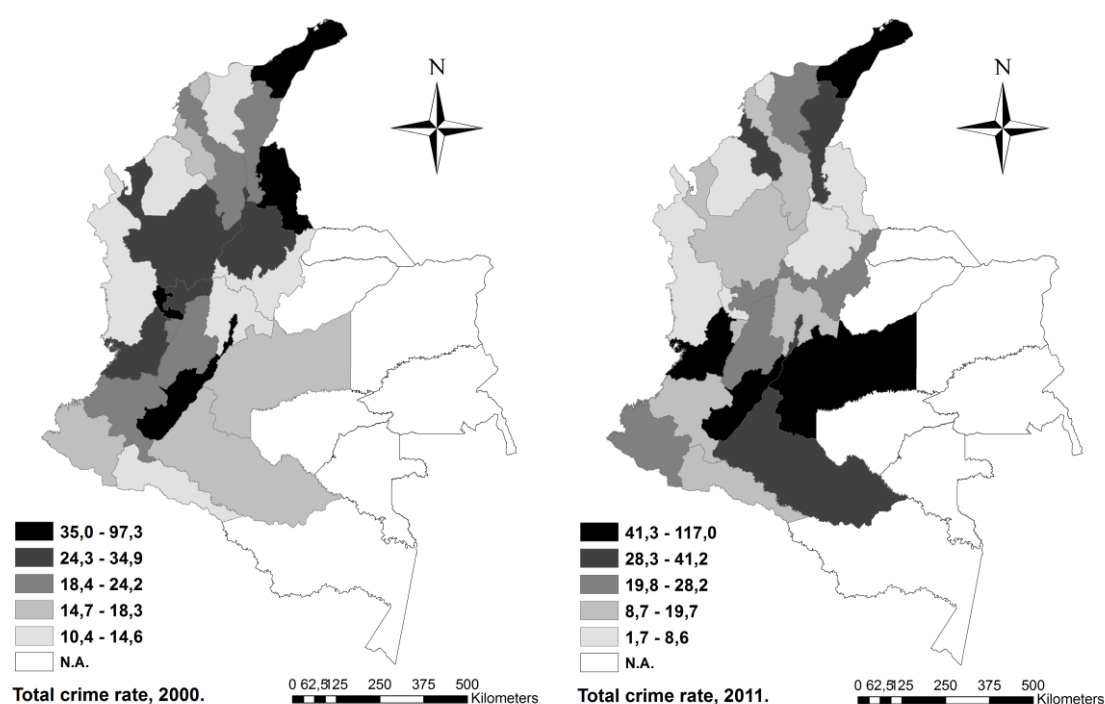 N
35,0 - 97,3
24,3 - 34,9
18,4 - 24,2
14,7 - 18,3
10,4 - 14,6
N.A.
Total crime rate, 2000.
0 62,5125 250 375 500
Kilometers
N
41,3 - 117,0
28,3 - 41,2
19,8 - 28,2
8,7 - 19,7
1,7 - 8,6
N.A.
Total crime rate, 2011.
0 62,5125 250 375 500
Kilometers